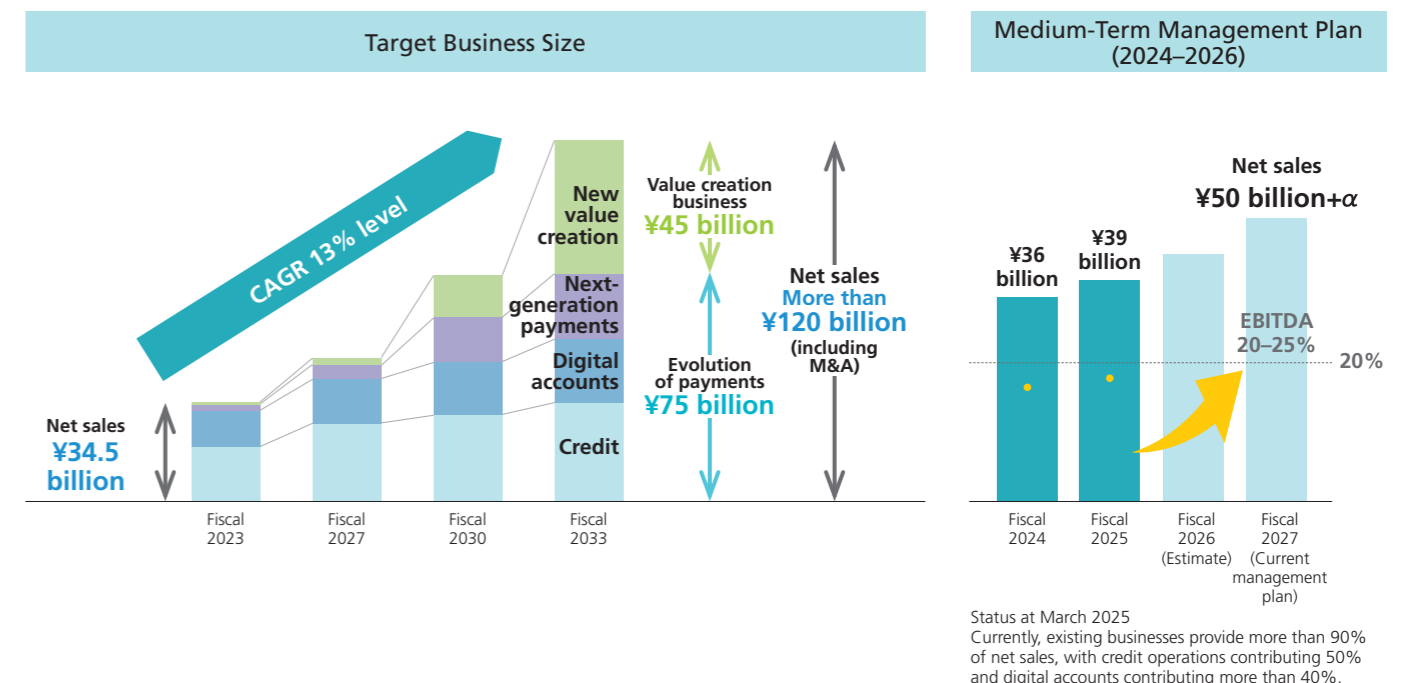 Target Business Size
CAGR 13% level
Net sales
¥34.5
billion
New
value
creation
Next-
generation
payments
Digital
accounts
Credit
Value creation
business
¥45 billion
Evolution
of payments
¥75 billion
Net sales
More than
¥120 billion
(including
M&A)
Fiscal
2023
Fiscal
2027
Fiscal
2030
Fiscal
2033
Medium-Term Management Plan
(2024–2026)
¥36
billion
¥39
billion
Net sales
¥50 billion+α
EBITDA
20–25%
20%
Fiscal
2024
Fiscal
2025
Fiscal
2026
(Estimate)
Fiscal
2027
(Current
management
plan)
Status at March 2025
Currently, existing businesses provide more than 90%
of net sales, with credit operations contributing 50%
and digital accounts contributing more than 40%.